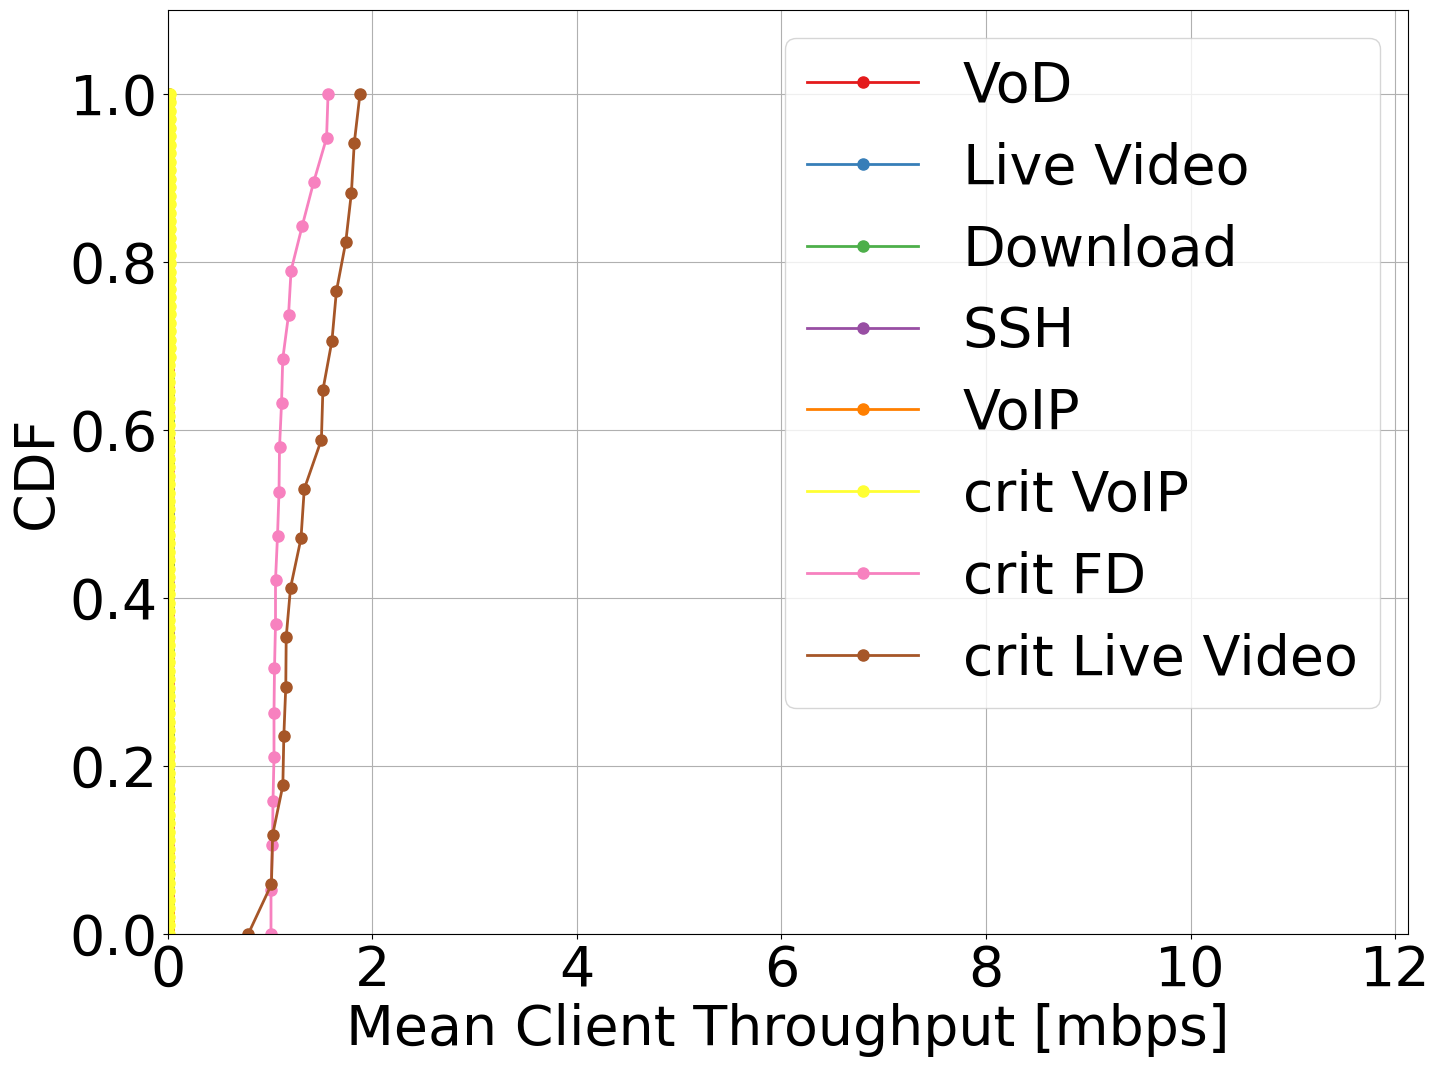 VoD
Live Video
Download
SSH
VoIP
crit VoIP
crit FD
crit Live Video
1.0
0.8
0.6
0.4
0.2
0.0
CDF
0 2 4 6 8 10 12
Mean Client Throughput [mbps]